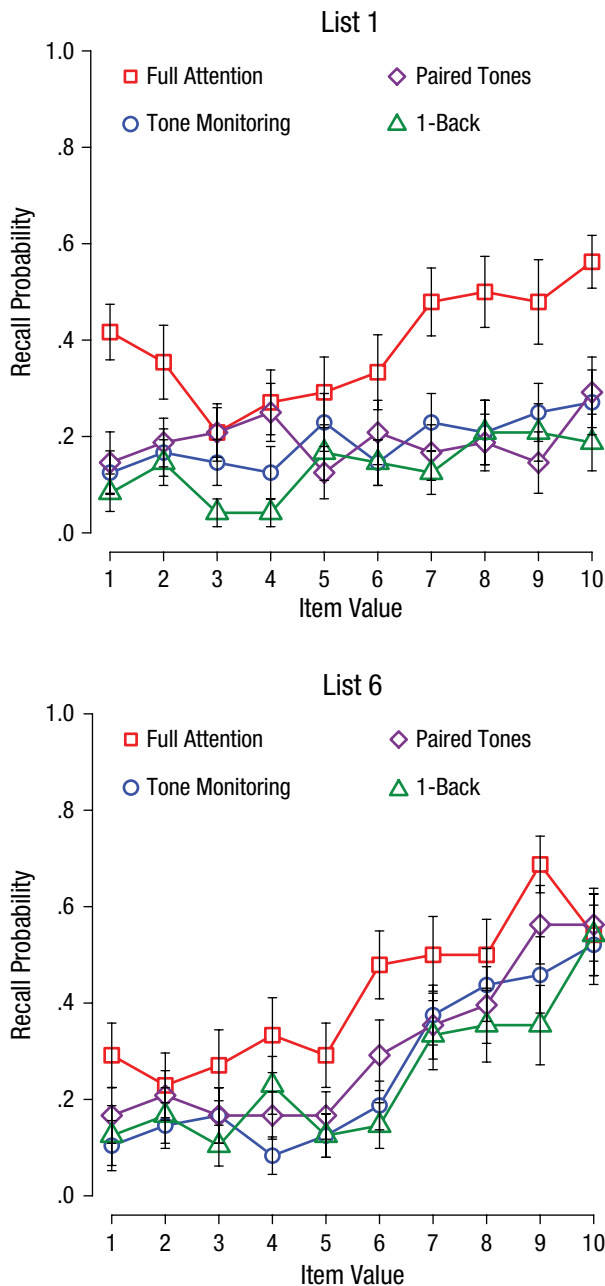 List 1
1.0
.8
.6
.4
.2
.0
Recall Probability
Full Attention
Paired Tones
Tone Monitoring
1-Back
1 2 3 4 5 6 7 8 9 10
Item Value
List 6
1.0
.8
.6
.4
.2
.0
Recall Probability
Full Attention
Paired Tones
Tone Monitoring
1-Back
1 2 3 4 5 6 7 8 9 10
Item Value